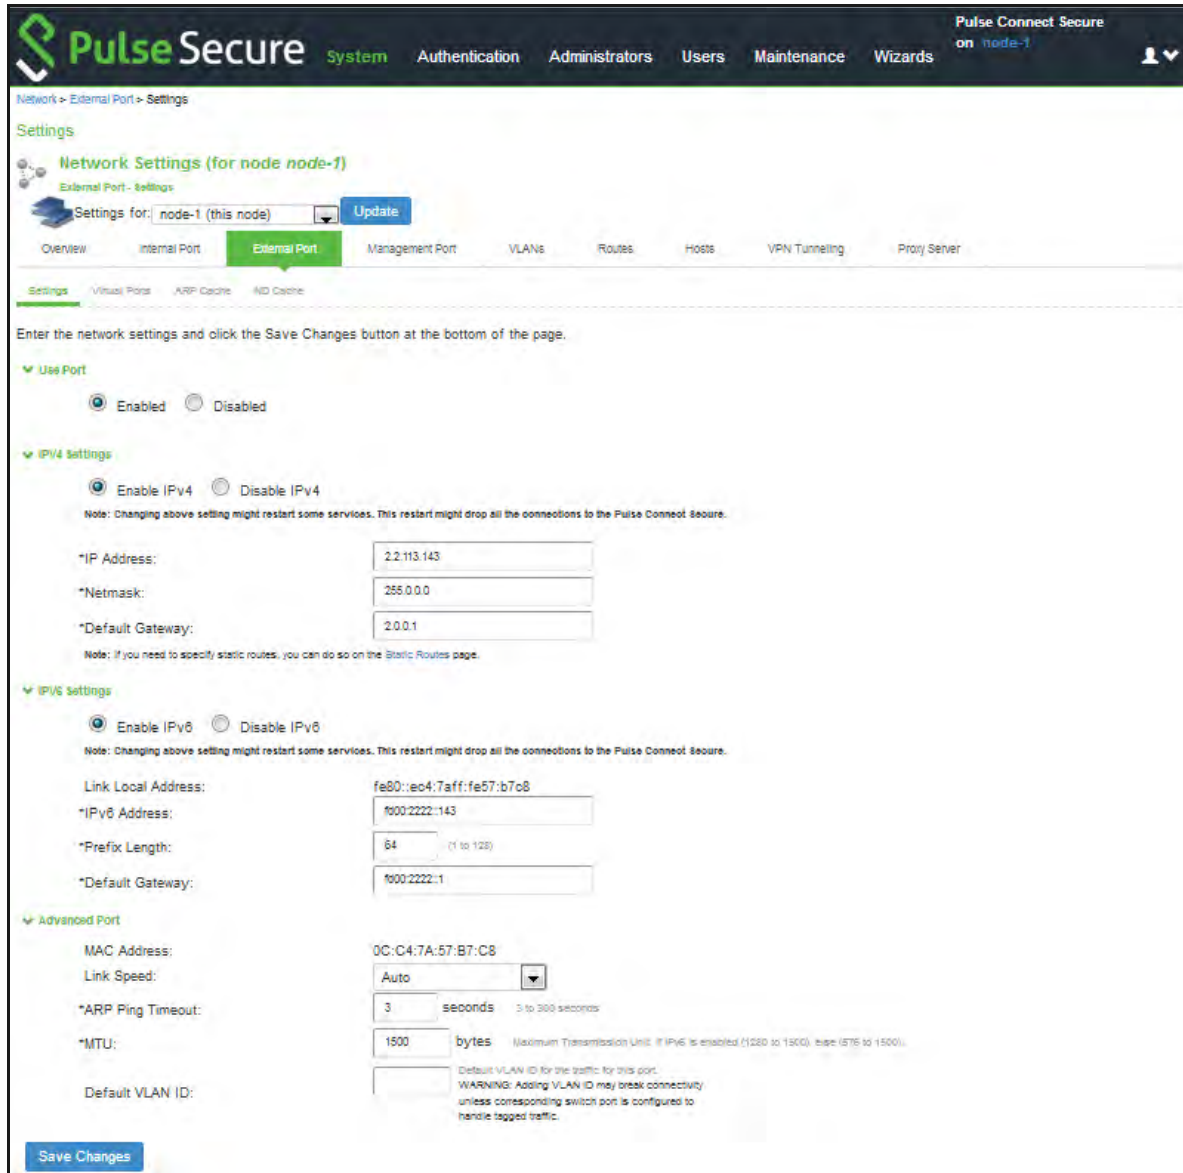 Pulse Secure System Authentication Administrators Users Maintenance Wizards
Pulse Connect Secure
on node-1
Network > External Port > Settings
Settings
Network Settings (for node node-1)
External Port - Settings
Settings for: node-1 (this node) Update
Overview Internal Port External Port Management Port VLANs Routes Hosts VPN Tunneling Proxy Server
Settings Virtual Ports ARP Cache ND Cache
Enter the network settings and click the Save Changes button at the bottom of the page.
Use Port
Enabled Disabled
IPV4 Settings
Enable IPv4 Disable IPv4
Note: Changing above setting might restart some services. This restart might drop all the connections to the Pulse Connect Secure.
*IP Address: 2.2.113.143
*Netmask: 255.0.0.0
*Default Gateway: 2.0.0.1
Note: If you need to specify static routes, you can do so on the Static Routes page.
IPV6 Settings
Enable IPv6 Disable IPv6
Note: Changing above setting might restart some services. This restart might drop all the connections to the Pulse Connect Secure.
Link Local Address: fe80::ec4:7aff:fe57:b7c8
*IPv6 Address: fd00:2222::143
*Prefix Length: 64 (1 to 128)
*Default Gateway: fd00:2222::1
Advanced Port
MAC Address: 0C:C4:7A:57:B7:C8
Link Speed: Auto
*ARP Ping Timeout: 3 seconds 3 to 300 seconds
*MTU: 1500 bytes Maximum Transmission Unit. If IPv6 is enabled (1280 to 1500), else (576 to 1500).
Default VLAN ID:
Default VLAN ID for the traffic for this port.
WARNING: Adding VLAN ID may break connectivity
unless corresponding switch port is configured to
handle tagged traffic.
Save Changes